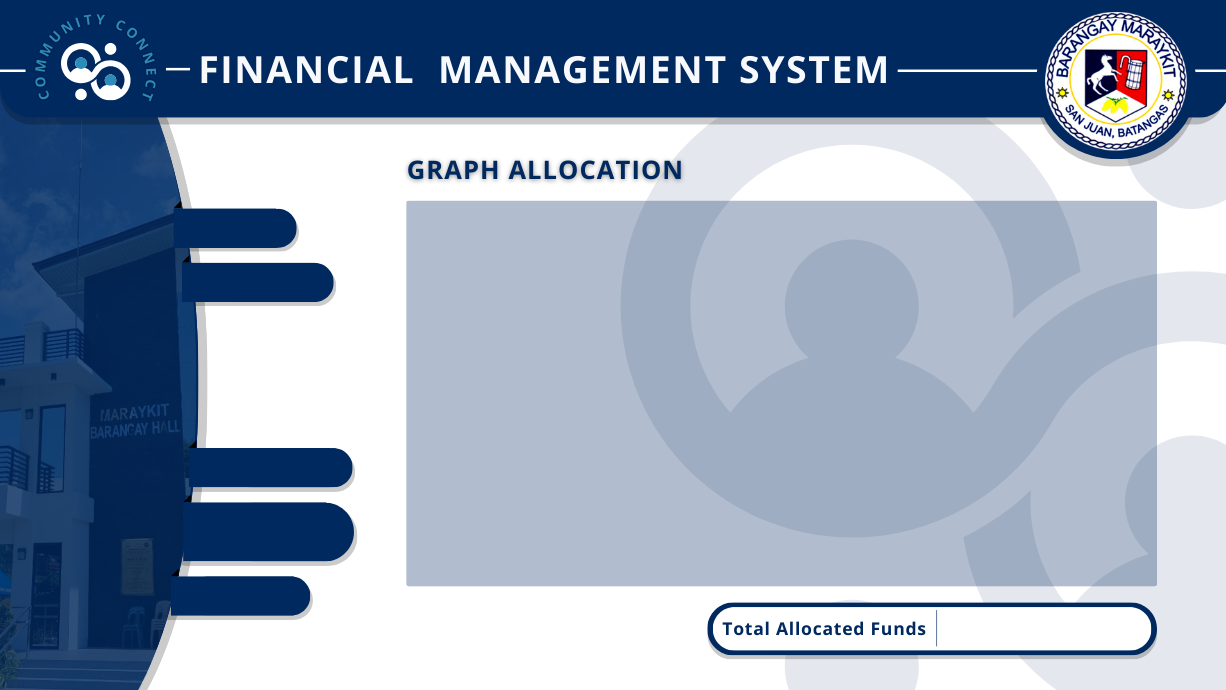 COMMUNITY CONNECT
FINANCIAL MANAGEMENT SYSTEM
BARANGAY MARAYKIT
SAN JUAN, BATANGAS
GRAPH ALLOCATION
MARAYKIT
BARANGAY HALL
Total Allocated Funds